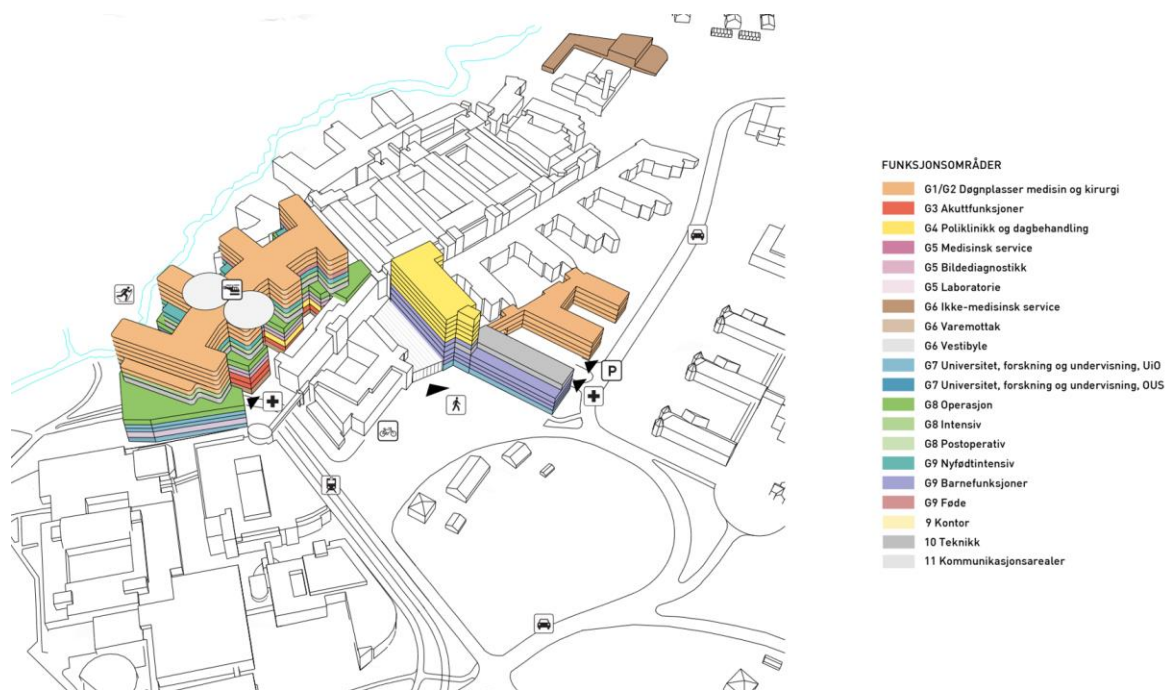 P
FUNKSJONSOMRÅDER
G1/G2 Døgnplasser medisin og kirurgi
G3 Akuttfunksjoner
G4 Poliklinikk og dagbehandling
G5 Medisinsk service
G5 Bildediagnostikk
G5 Laboratorie
G6 Ikke-medisinsk service
G6 Varemottak
G6 Vestibyle
G7 Universitet, forskning og undervisning, UiO
G7 Universitet, forskning og undervisning, OUS
G8 Operasjon
G8 Intensiv
G8 Postoperativ
G9 Nyfødtintensiv
G9 Barnefunksjoner
G9 Føde
9 Kontor
10 Teknikk
11 Kommunikasjonsarealer